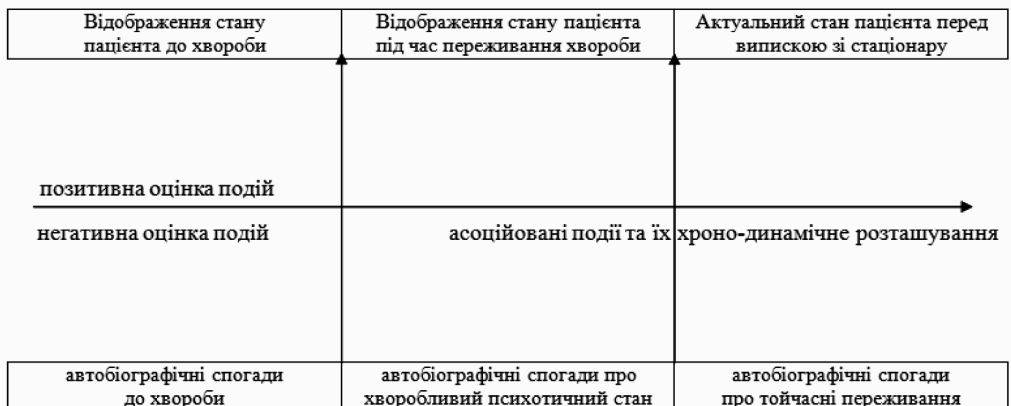 Відображення стану
пацієнта до хвороби
Відображення стану пацієнта
під час переживання хвороби
Актуальний стан пацієнта перед
випискою зі стаціонару
позитивна оцінка подій
негативна оцінка подій
асоційовані події та їх хроно-динамічне розташування
автобіографічні спогади
до хвороби
автобіографічні спогади про
хворобливий психотичний стан
автобіографічні спогади
про тойчасні переживання